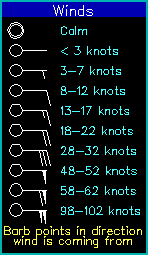 Winds
Calm
< 3 knots
3-7 knots
8-12 knots
13-17 knots
18-22 knots
28-32 knots
48-52 knots
58-62 knots
98-102 knots
Barb points in direction
wind is coming from